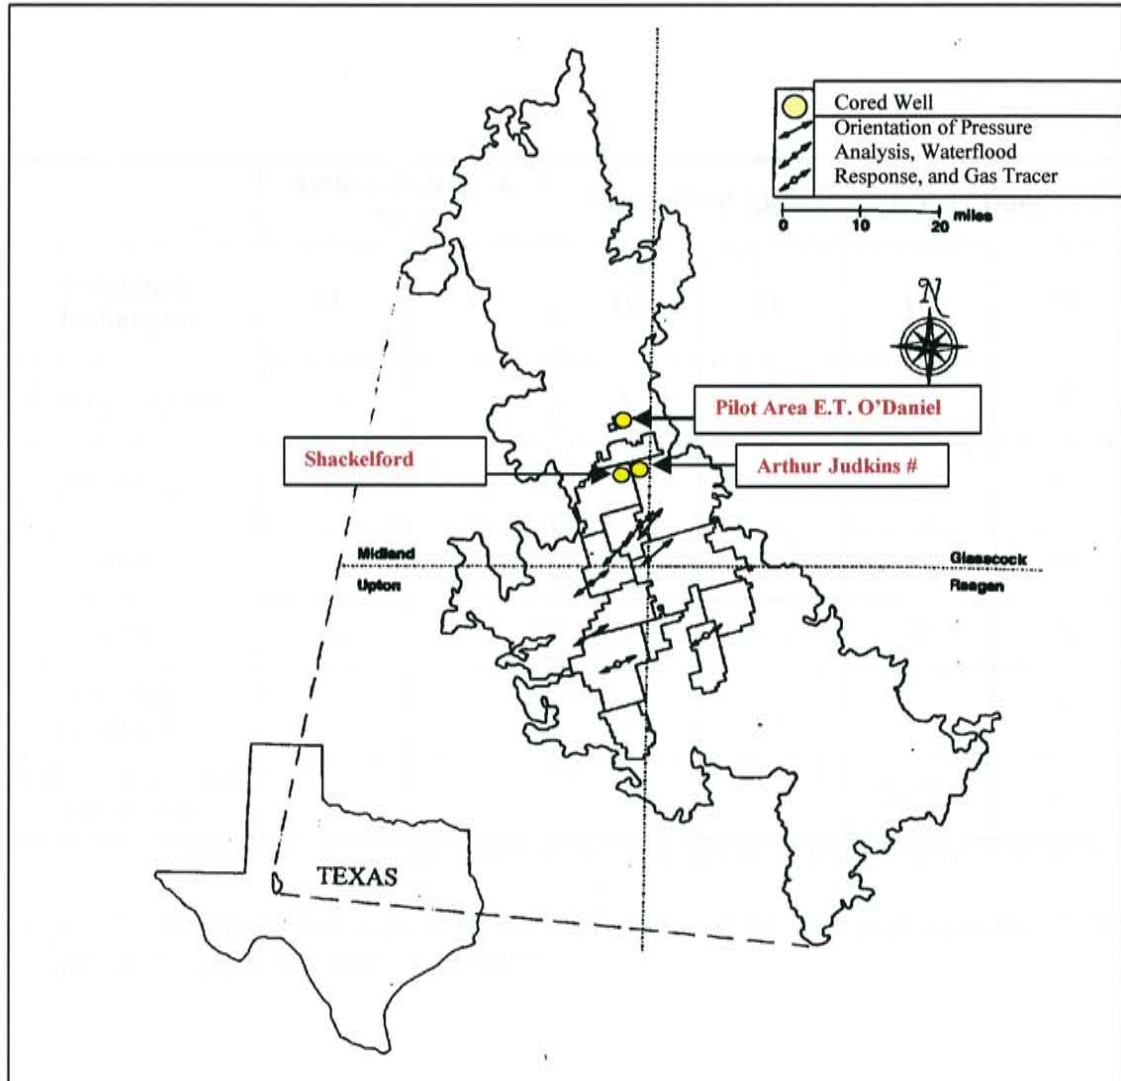 Cored Well
Orientation of Pressure
Analysis, Waterflood
Response, and Gas Tracer
0 10 20 miles
N
Pilot Area E.T. O'Daniel
Shackelford
Arthur Judkins #
Midland
Glasscock
Upton
Reagan
TEXAS